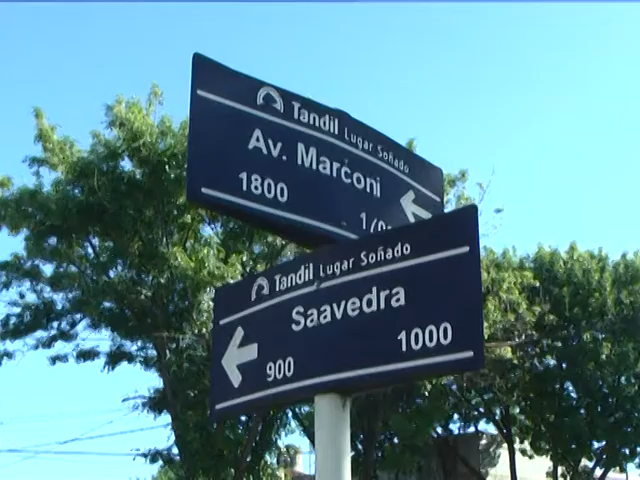 Tandil Lugar Soñado
Av. Marconi
1800
Tandil Lugar Soñado
Saavedra
900 1000